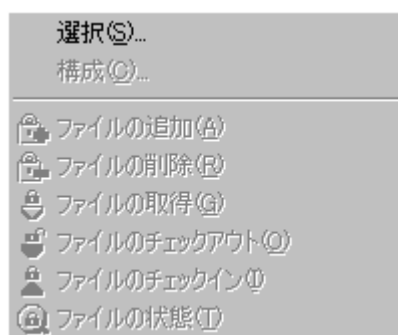 選択(S)...
構成(C)...
ファイルの追加(A)
ファイルの削除(R)
ファイルの取得(G)
ファイルのチェックアウト(O)
ファイルのチェックイン(I)
ファイルの状態(T)